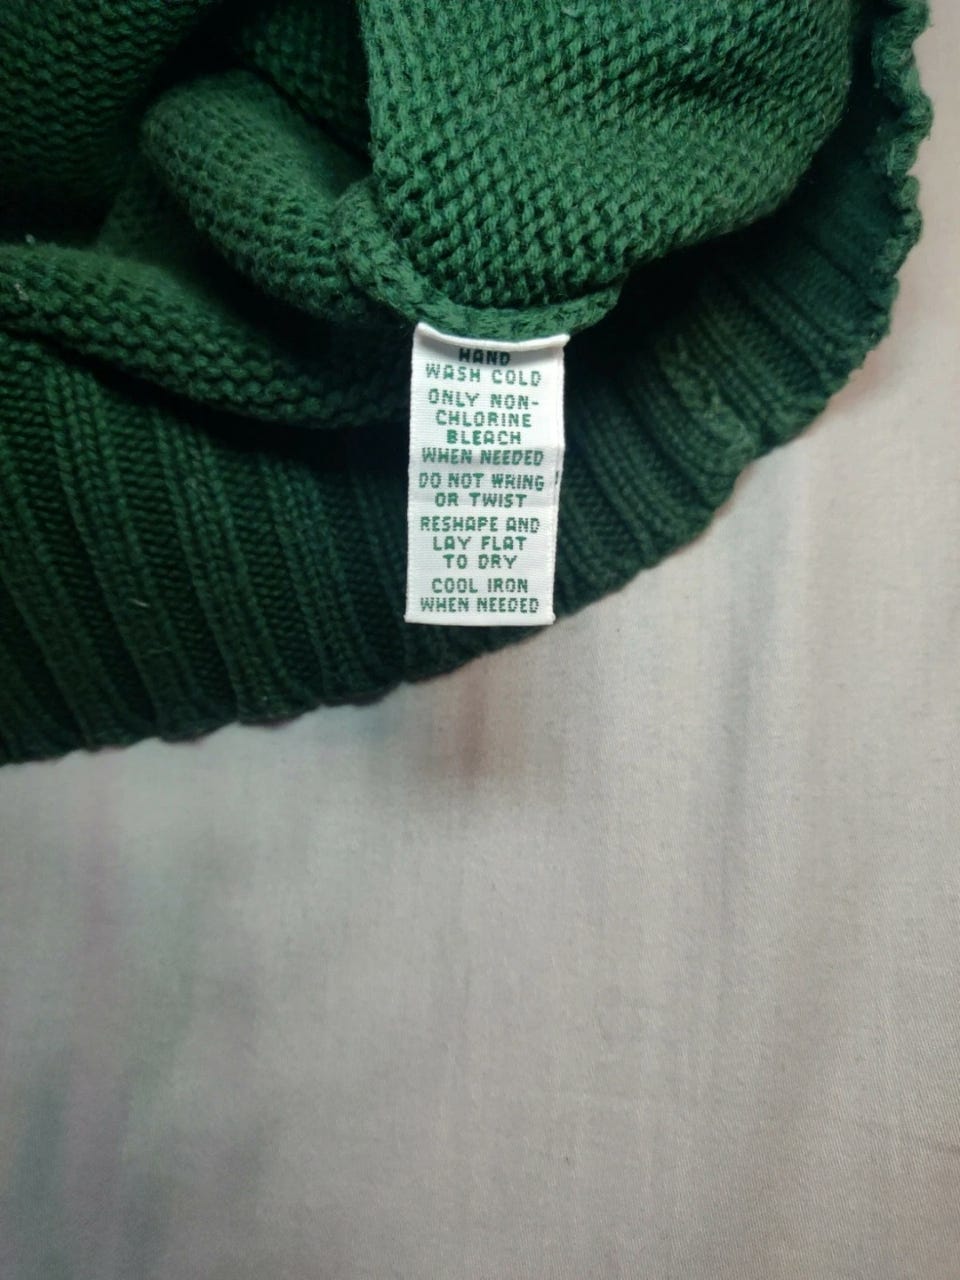 HAND
WASH COLD
ONLY NON-
CHLORINE
BLEACH
WHEN NEEDED
DO NOT WRING
OR TWIST
RESHAPE AND
LAY FLAT
TO DRY
COOL IRON
WHEN NEEDED